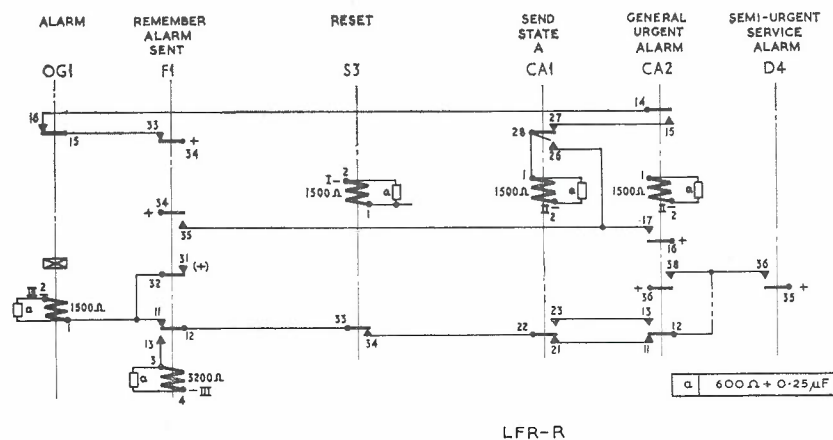 ALARM
REMEMBER
ALARM
SENT
RESET
SEND
STATE
A
GENERAL
URGENT
ALARM
SEMI-URGENT
SERVICE
ALARM
OG1
F1
S3
CA1
CA2
D4
14
15
27
28
26
16
15
33
+
34
I- 2
1500Ω
a
1
1
1500Ω
a
II-
2
1
1500Ω
a
II-
2
34
+
35
17
16
+
31
(+)
32
38
+
36
36
+
35
III
2
a
1500Ω
1
11
12
13
33
34
22
23
21
13
12
11
3
a
3200Ω
-III
4
a 600Ω + 0·25µF
LFR-R